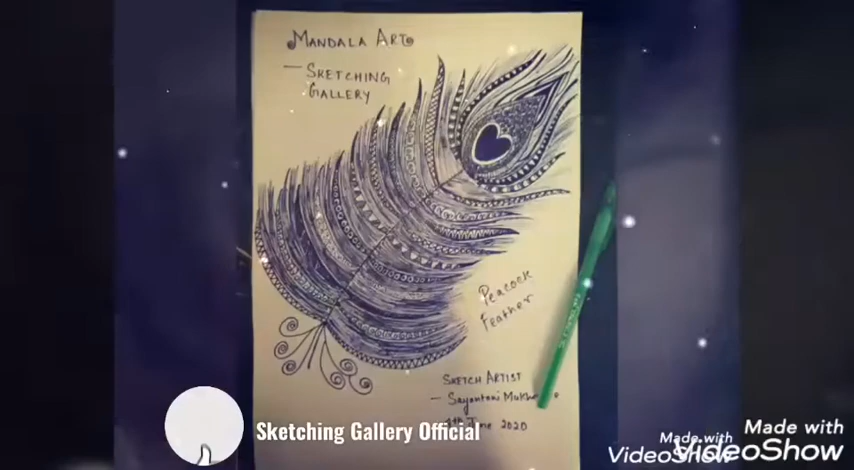 MANDALA ART
— SKETCHING
GALLERY
Peacock
Feather
SKETCH ARTIST
— Sayantani
June 2020
Sketching Gallery Official
Made with
VideoShow
Made with
VideoShow